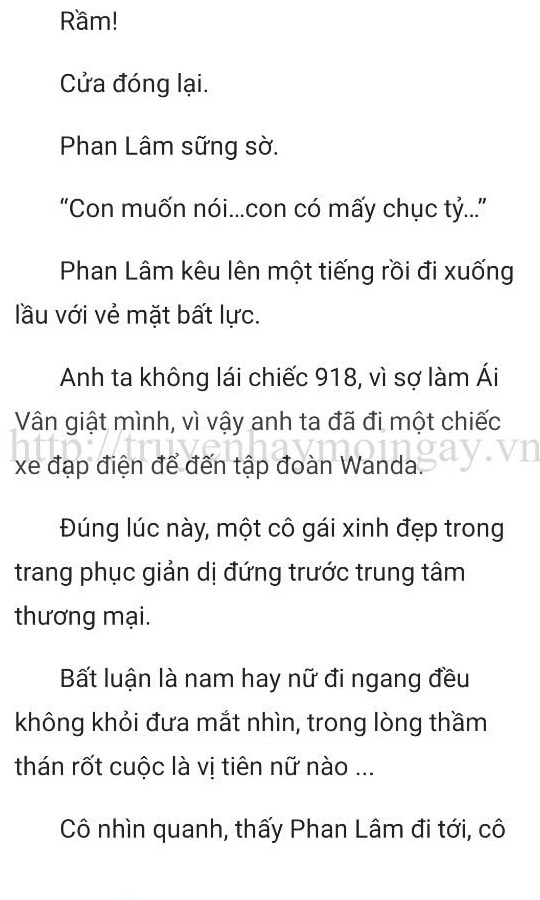 Rầm!
Cửa đóng lại.
Phan Lâm sững sờ.
“Con muốn nói...con có mấy chục tỷ...”
Phan Lâm kêu lên một tiếng rồi đi xuống
lầu với vẻ mặt bất lực.
Anh ta không lái chiếc 918, vì sợ làm Ái
Vân giật mình, vì vậy anh ta đã đi một chiếc
http://truyenhaymoingay.vn
xe đạp điện để đến tập đoàn Wanda.
Đúng lúc này, một cô gái xinh đẹp trong
trang phục giản dị đứng trước trung tâm
thương mại.
Bất luận là nam hay nữ đi ngang đều
không khỏi đưa mắt nhìn, trong lòng thầm
thán rốt cuộc là vị tiên nữ nào ...
Cô nhìn quanh, thấy Phan Lâm đi tới, cô